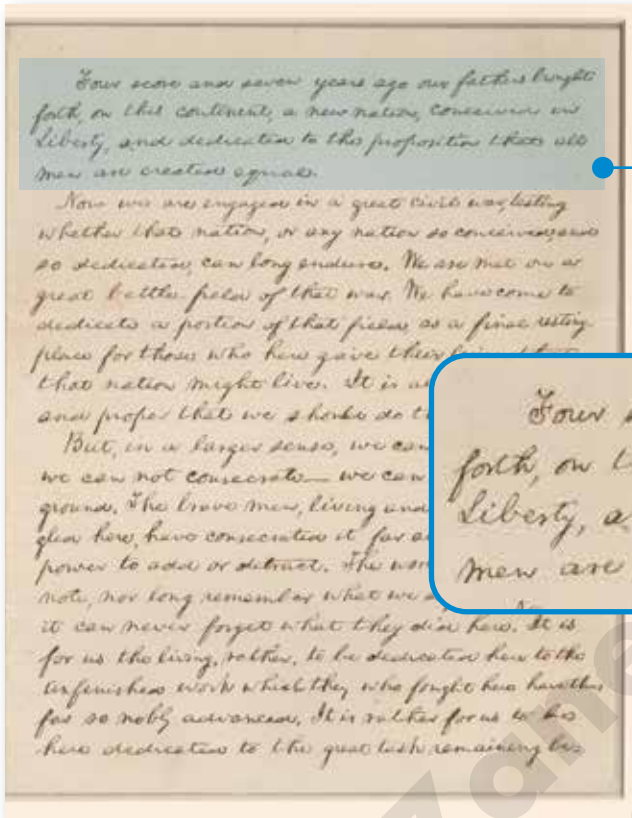 Four score and seven years ago our fathers brought
forth, on this continent, a new nation, conceived in
Liberty, and dedicated to the proposition that all
men are created equal.
Now we are engaged in a great civil war, testing
whether that nation, or any nation so conceived, and
so dedicated, can long endure. We are met on a
great battle field of that war. We have come to
dedicate a portion of that field, as a final resting
place for those who here gave their
that nation might live. It is
and proper that we should do
But, in a larger sense, we can
we can not consecrate— we can
ground. The brave men, living and
here, have consecrated it far
power to add or detract. The
note, nor long remember what we
it can never forget what they did here. It is
for us the living, rather, to be dedicated here to the
unfinished work which they who fought here have thus
far so nobly advanced. It is rather for us to be
here dedicated to the great task remaining be
Four
forth, on
Liberty, a
men are
Zane